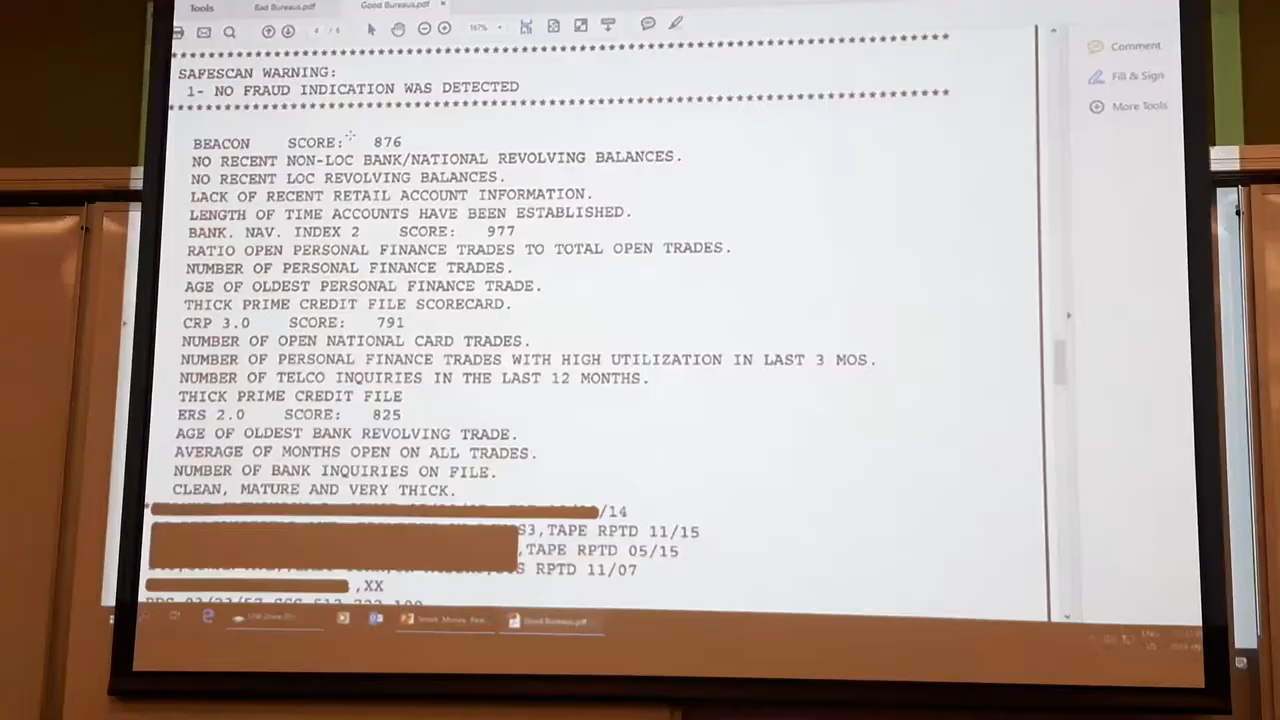 Tools
Bad Bureaus.pdf
Good Bureaus.pdf ×
4 / 6
167%
****************************************************************************************
SAFESCAN WARNING:
1- NO FRAUD INDICATION WAS DETECTED
****************************************************************************************
BEACON SCORE: 876
NO RECENT NON-LOC BANK/NATIONAL REVOLVING BALANCES.
NO RECENT LOC REVOLVING BALANCES.
LACK OF RECENT RETAIL ACCOUNT INFORMATION.
LENGTH OF TIME ACCOUNTS HAVE BEEN ESTABLISHED.
BANK. NAV. INDEX 2 SCORE: 977
RATIO OPEN PERSONAL FINANCE TRADES TO TOTAL OPEN TRADES.
NUMBER OF PERSONAL FINANCE TRADES.
AGE OF OLDEST PERSONAL FINANCE TRADE.
THICK PRIME CREDIT FILE SCORECARD.
CRP 3.0 SCORE: 791
NUMBER OF OPEN NATIONAL CARD TRADES.
NUMBER OF PERSONAL FINANCE TRADES WITH HIGH UTILIZATION IN LAST 3 MOS.
NUMBER OF TELCO INQUIRIES IN THE LAST 12 MONTHS.
THICK PRIME CREDIT FILE
ERS 2.0 SCORE: 825
AGE OF OLDEST BANK REVOLVING TRADE.
AVERAGE OF MONTHS OPEN ON ALL TRADES.
NUMBER OF BANK INQUIRIES ON FILE.
CLEAN, MATURE AND VERY THICK.
/14
S3,TAPE RPTD 11/15
,TAPE RPTD 05/15
S RPTD 11/07
,XX
Comment
Fill & Sign
More Tools
Good Bureaus.pdf